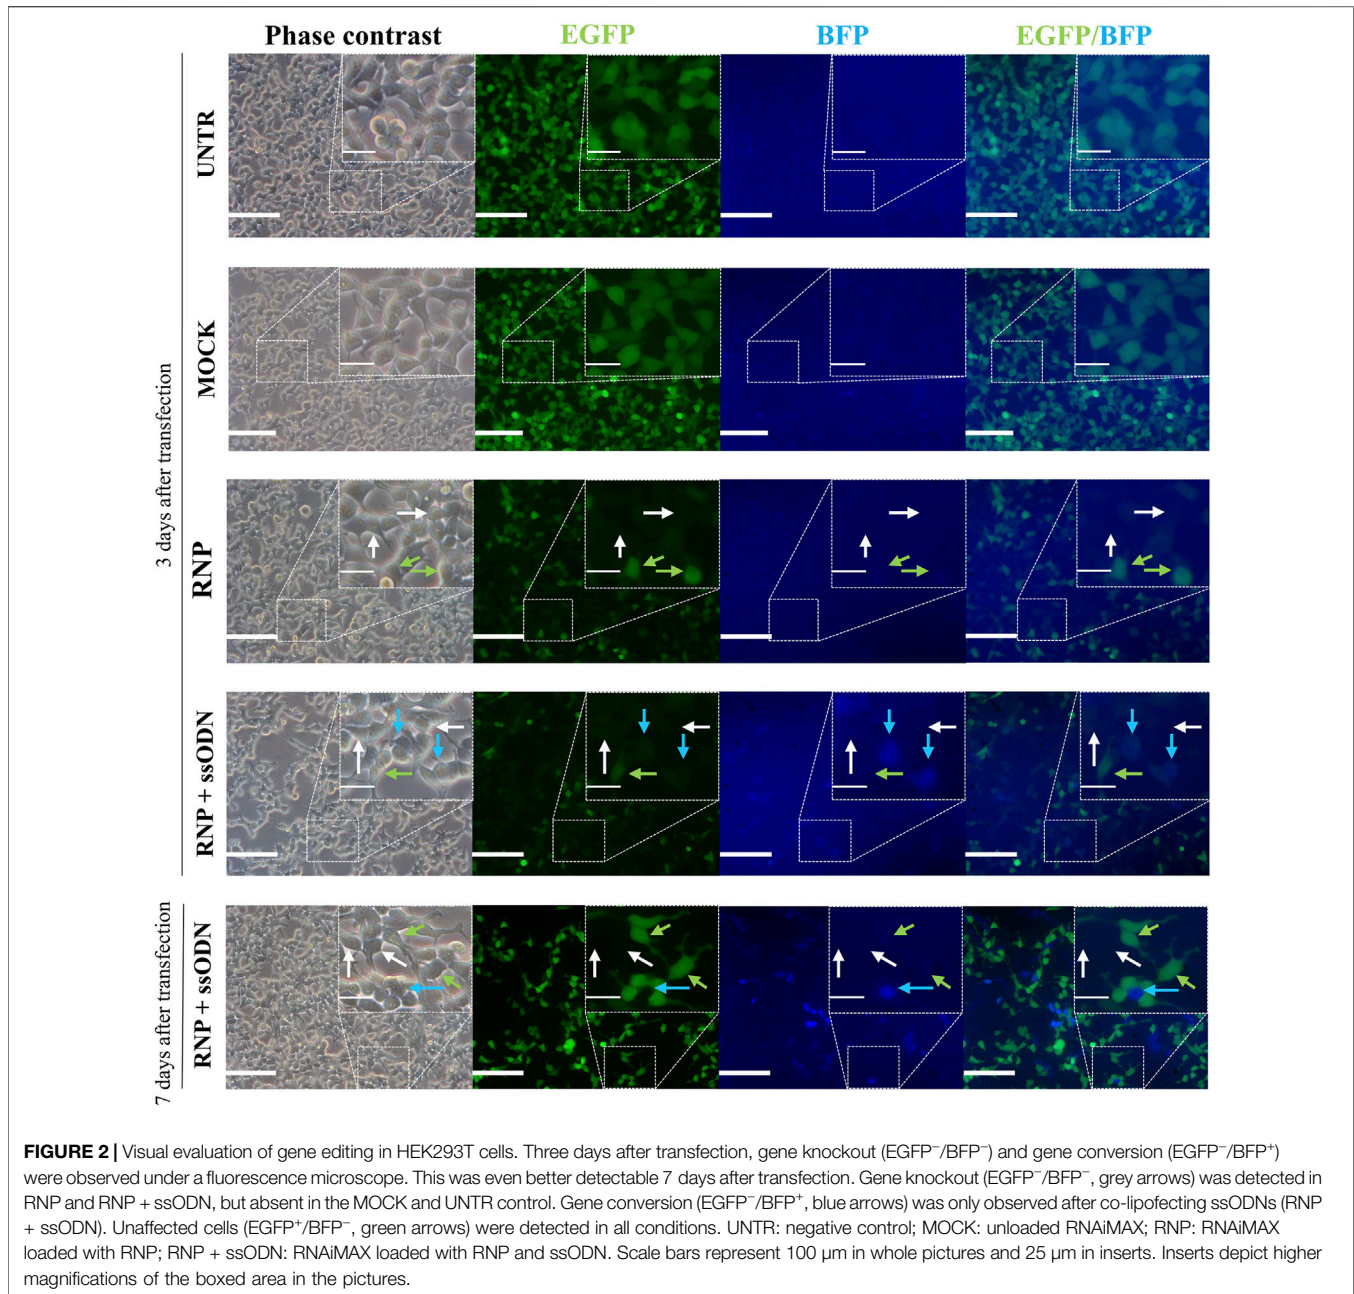 Phase contrast EGFP BFP EGFP/BFP
UNTR
MOCK
3 days after transfection
RNP
RNP + ssODN
7 days after transfection
RNP + ssODN
FIGURE 2 | Visual evaluation of gene editing in HEK293T cells. Three days after transfection, gene knockout (EGFP⁻/BFP⁻) and gene conversion (EGFP⁻/BFP⁺)
were observed under a fluorescence microscope. This was even better detectable 7 days after transfection. Gene knockout (EGFP⁻/BFP⁻, grey arrows) was detected in
RNP and RNP + ssODN, but absent in the MOCK and UNTR control. Gene conversion (EGFP⁻/BFP⁺, blue arrows) was only observed after co-lipofecting ssODNs (RNP
+ ssODN). Unaffected cells (EGFP⁺/BFP⁻, green arrows) were detected in all conditions. UNTR: negative control; MOCK: unloaded RNAiMAX; RNP: RNAiMAX
loaded with RNP; RNP + ssODN: RNAiMAX loaded with RNP and ssODN. Scale bars represent 100 µm in whole pictures and 25 µm in inserts. Inserts depict higher
magnifications of the boxed area in the pictures.